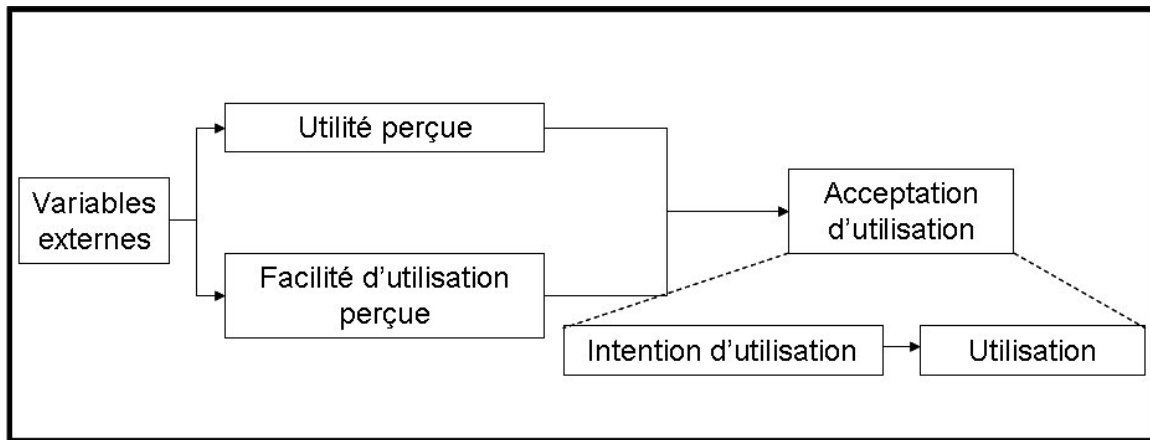 Utilité perçue
Variables
externes
Facilité d’utilisation
perçue
Acceptation
d’utilisation
Intention d’utilisation
Utilisation